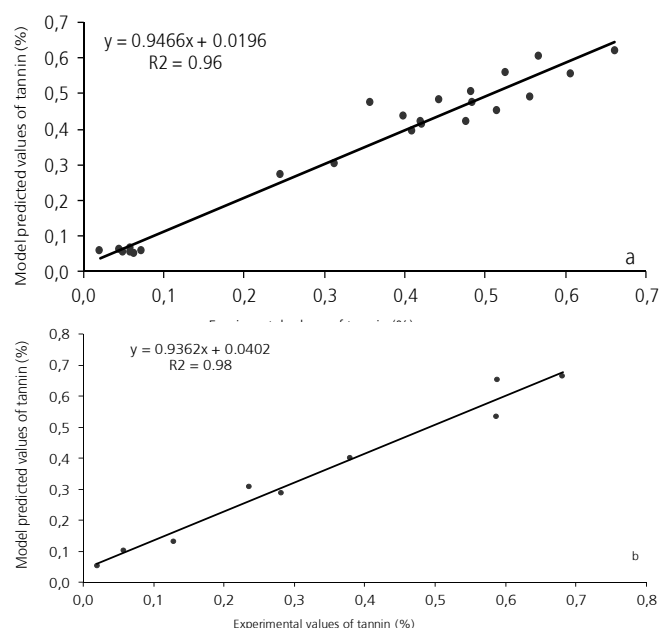 0,7
y = 0.9466x + 0.0196
R2 = 0.96
0,6
0,5
0,4
0,3
0,2
0,1
0,0
Model predicted values of tannin (%)
a
0,0 0,1 0,2 0,3 0,4 0,5 0,6 0,7
0,8
y = 0.9362x + 0.0402
R2 = 0.98
0,7
0,6
0,5
0,4
0,3
0,2
0,1
0,0
Model predicted values of tannin (%)
b
0,0 0,1 0,2 0,3 0,4 0,5 0,6 0,7 0,8
Experimental values of tannin (%)